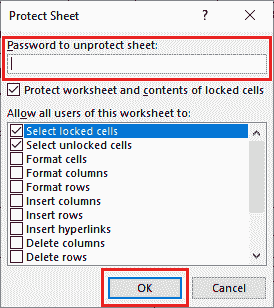 Protect Sheet
Password to unprotect sheet:
Protect worksheet and contents of locked cells
Allow all users of this worksheet to:
Select locked cells
Select unlocked cells
Format cells
Format columns
Format rows
Insert columns
Insert rows
Insert hyperlinks
Delete columns
Delete rows
OK
Cancel